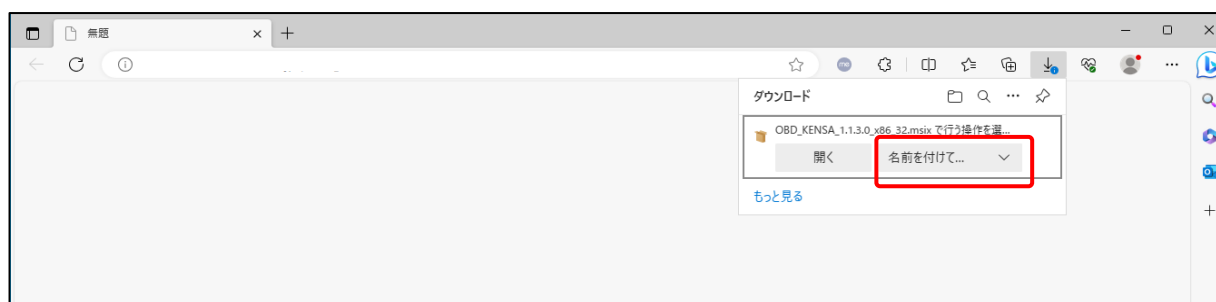 無題
ダウンロード
OBD_KENSA_1.1.3.0_x86_32.msix で行う操作を選...
開く
名前を付けて...
もっと見る